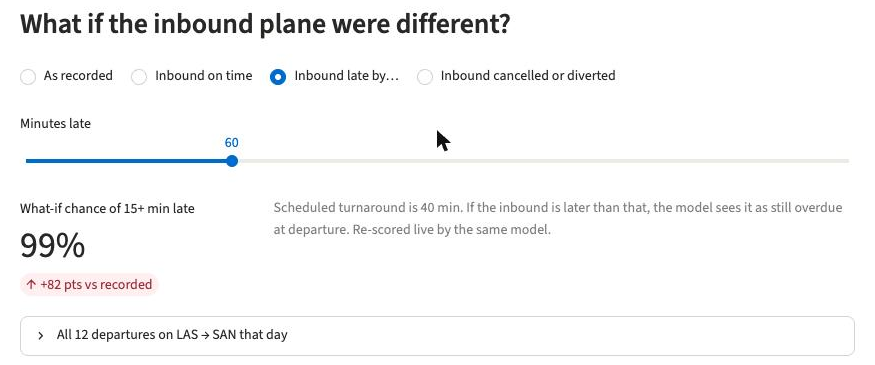 What if the inbound plane were different?
As recorded Inbound on time Inbound late by... Inbound cancelled or diverted
Minutes late
60
What-if chance of 15+ min late
Scheduled turnaround is 40 min. If the inbound is later than that, the model sees it as still overdue
at departure. Re-scored live by the same model.
99%
↑ +82 pts vs recorded
All 12 departures on LAS → SAN that day